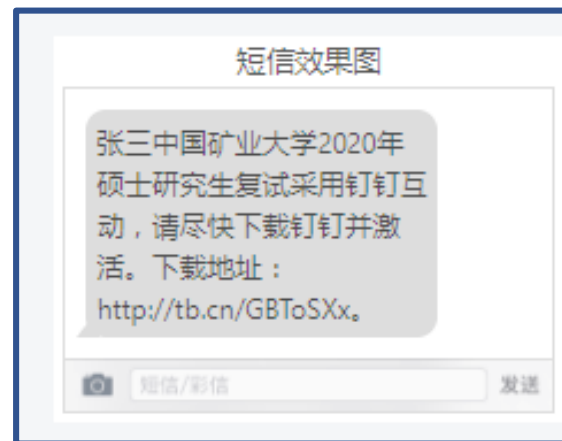 短信效果图
张三中国矿业大学2020年
硕士研究生复试采用钉钉互
动，请尽快下载钉钉并激
活。下载地址：
http://tb.cn/GBToSXx。
短信/彩信
发送